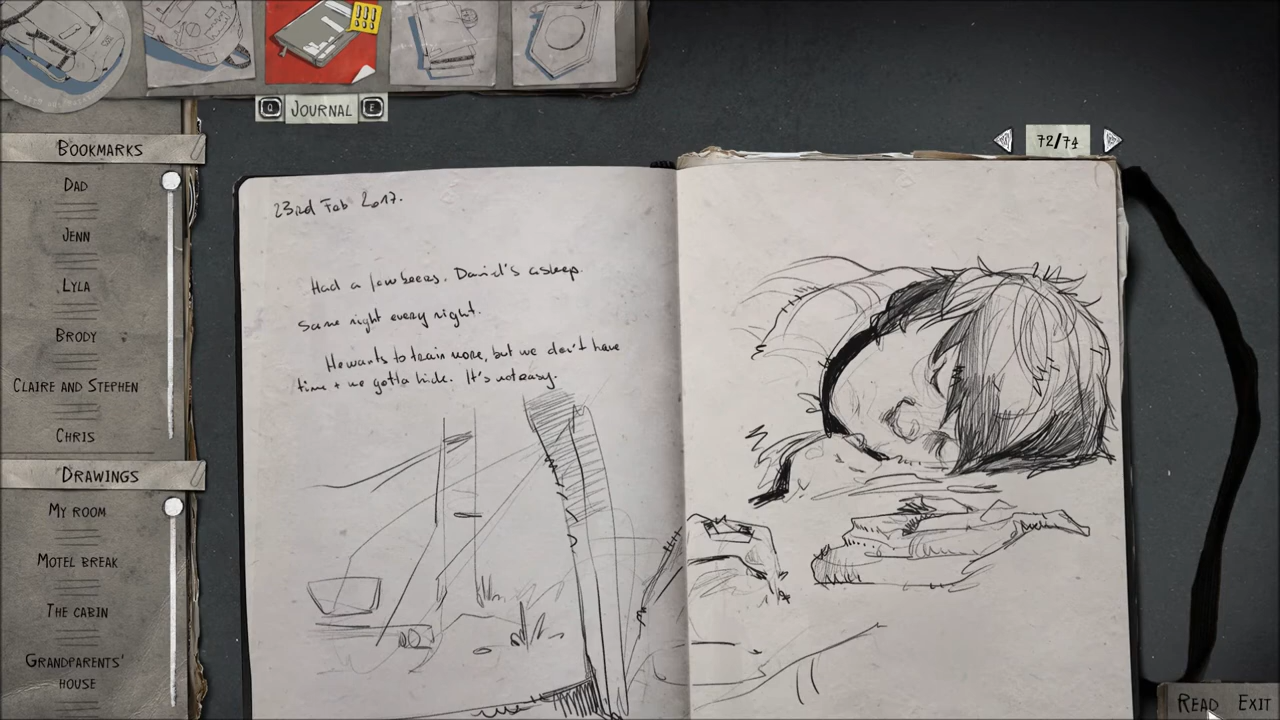 Q
JOURNAL
E
BOOKMARKS
DAD
JENN
LYLA
BRODY
CLAIRE AND STEPHEN
CHRIS
DRAWINGS
MY ROOM
MOTEL BREAK
THE CABIN
GRANDPARENTS'
HOUSE
72/74
23rd Feb 2017.
Had a few beers. Daniel's asleep.
Same night every night.
He wants to train more, but we don't have
time + we gotta hide. It's not easy.
READ EXIT